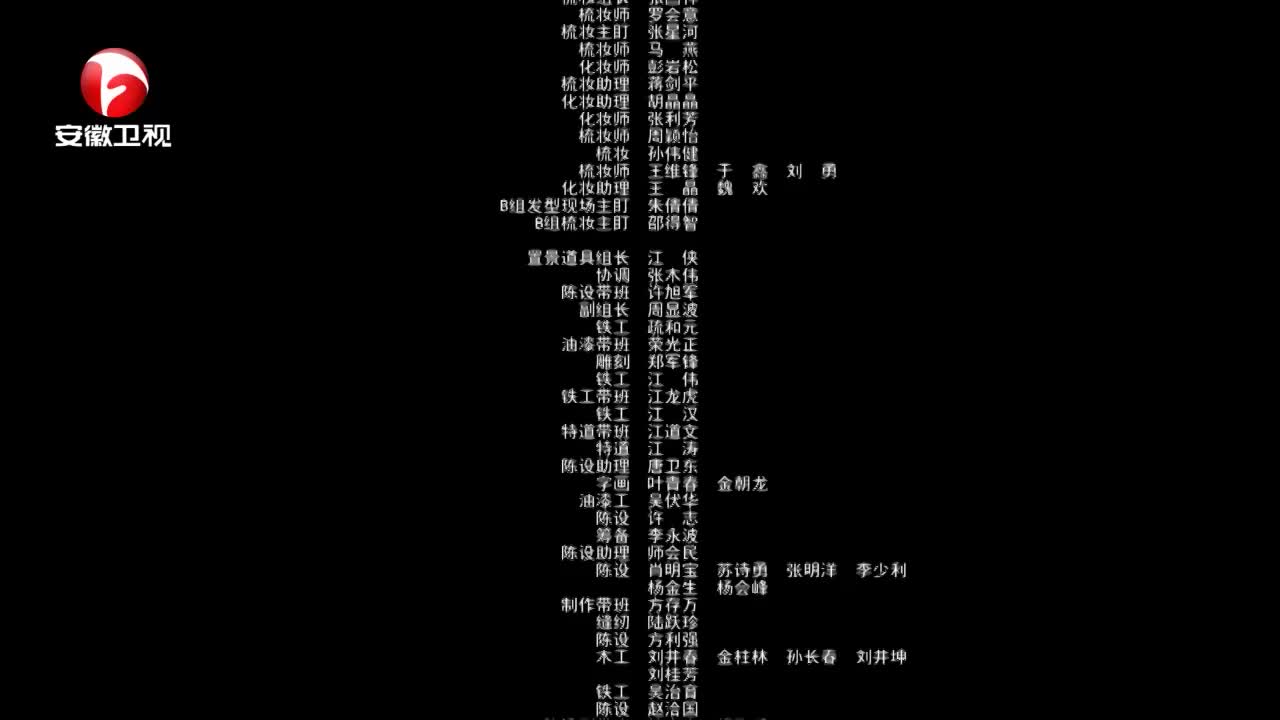 安徽卫视
梳妆师 罗会意
梳妆主盯 张星河
梳妆师 马 燕
化妆师 彭岩松
梳妆助理 蒋剑平
化妆助理 胡晶晶
化妆师 张利芳
梳妆师 周颖怡
梳妆 孙伟健
梳妆师 王维锋 于 鑫 刘 勇
化妆助理 王 晶 魏 欢
B组发型现场主盯 朱倩倩
B组梳妆主盯 邵得智
置景道具组长 江 侠
协调 张木伟
陈设带班 许旭军
副组长 周显波
铁工 疏和元
油漆带班 荣光正
雕刻 郑军锋
铁工 江 伟
铁工带班 江龙虎
铁工 江 汉
特道带班 江道文
特道 江 涛
陈设助理 唐卫东
字画 叶青春 金朝龙
油漆工 吴伏华
陈设 许 志
筹备 李永波
陈设助理 师会民
陈设 肖明宝 苏诗勇 张明洋 李少利
杨金生 杨会峰
制作带班 方存万
缝纫 陆跃珍
陈设 方利强
木工 刘井春 金柱林 孙长春 刘井坤
刘桂芳
铁工 吴治育
陈设 赵洽国